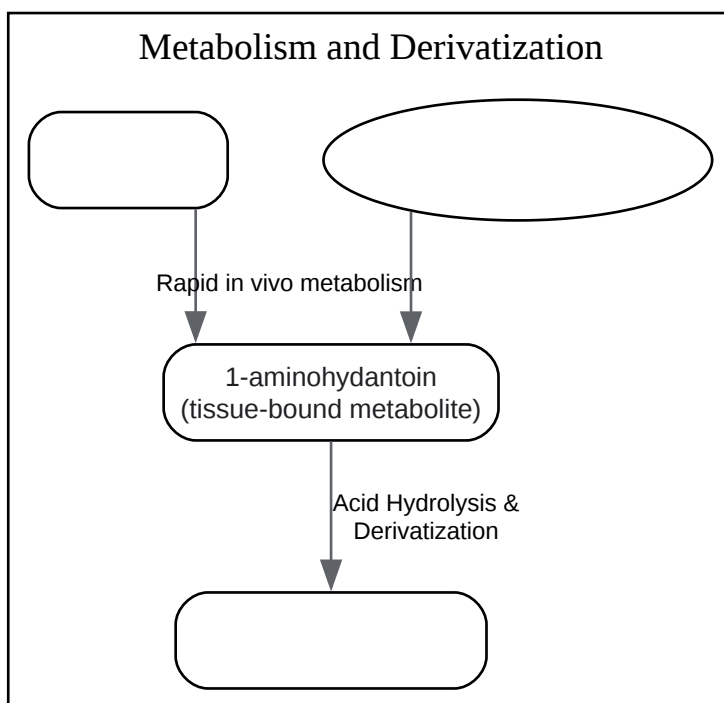 Metabolism and Derivatization
Rapid in vivo metabolism
1-aminohydantoin
(tissue-bound metabolite)
Acid Hydrolysis &
Derivatization